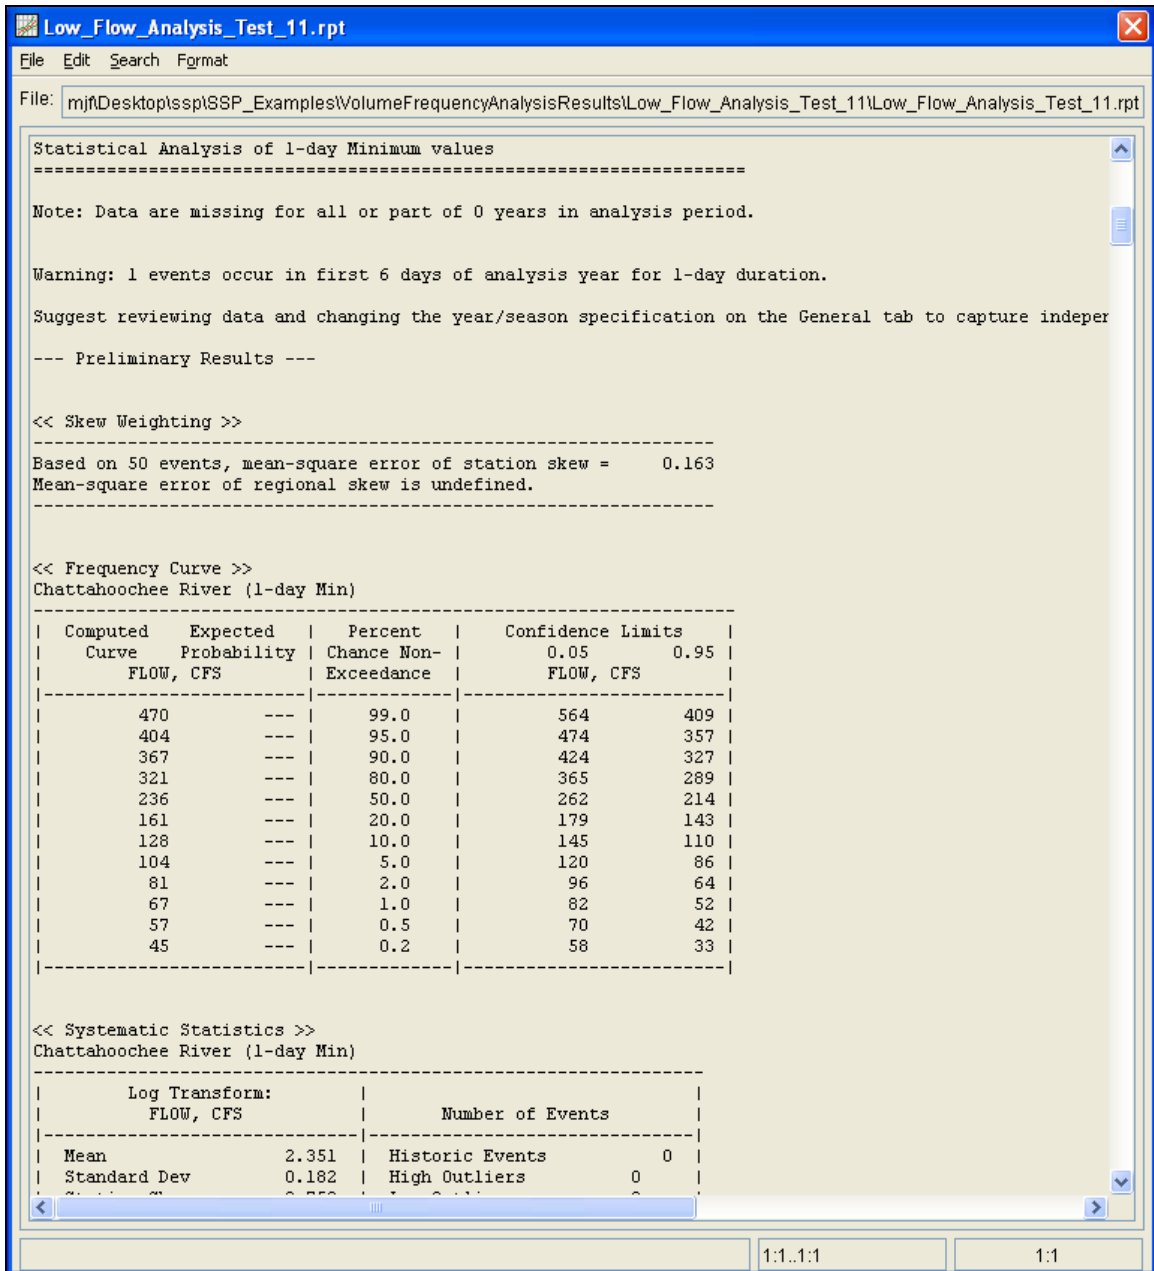 Low_Flow_Analysis_Test_11.rpt
File Edit Search Format
File: mjf\Desktop\ssp\SSP_Examples\VolumeFrequencyAnalysisResults\Low_Flow_Analysis_Test_11\Low_Flow_Analysis_Test_11.rpt
Statistical Analysis of 1-day Minimum values
====================================================================
Note: Data are missing for all or part of 0 years in analysis period.
Warning: 1 events occur in first 6 days of analysis year for 1-day duration.
Suggest reviewing data and changing the year/season specification on the General tab to capture indeper
--- Preliminary Results ---
<< Skew Weighting >>
-----------------------------------------------------------------
Based on 50 events, mean-square error of station skew =     0.163
Mean-square error of regional skew is undefined.
-----------------------------------------------------------------
<< Frequency Curve >>
Chattahoochee River (1-day Min)
-------------------------------------------------------------------
|  Computed    Expected   |   Percent   |    Confidence Limits    |
|    Curve    Probability | Chance Non- |        0.05        0.95 |
|        FLOW, CFS        | Exceedance  |        FLOW, CFS        |
|-------------------------|-------------|-------------------------|
|         470         --- |     99.0    |         564         409 |
|         404         --- |     95.0    |         474         357 |
|         367         --- |     90.0    |         424         327 |
|         321         --- |     80.0    |         365         289 |
|         236         --- |     50.0    |         262         214 |
|         161         --- |     20.0    |         179         143 |
|         128         --- |     10.0    |         145         110 |
|         104         --- |      5.0    |         120          86 |
|          81         --- |      2.0    |          96          64 |
|          67         --- |      1.0    |          82          52 |
|          57         --- |      0.5    |          70          42 |
|          45         --- |      0.2    |          58          33 |
|-------------------------|-------------|-------------------------|
<< Systematic Statistics >>
Chattahoochee River (1-day Min)
----------------------------------------------------------------
|        Log Transform:        |                               |
|          FLOW, CFS           |       Number of Events        |
|------------------------------|-------------------------------|
|  Mean                 2.351  |  Historic Events           0  |
|  Standard Dev         0.182  |  High Outliers          0     |
1:1..1:1
1:1